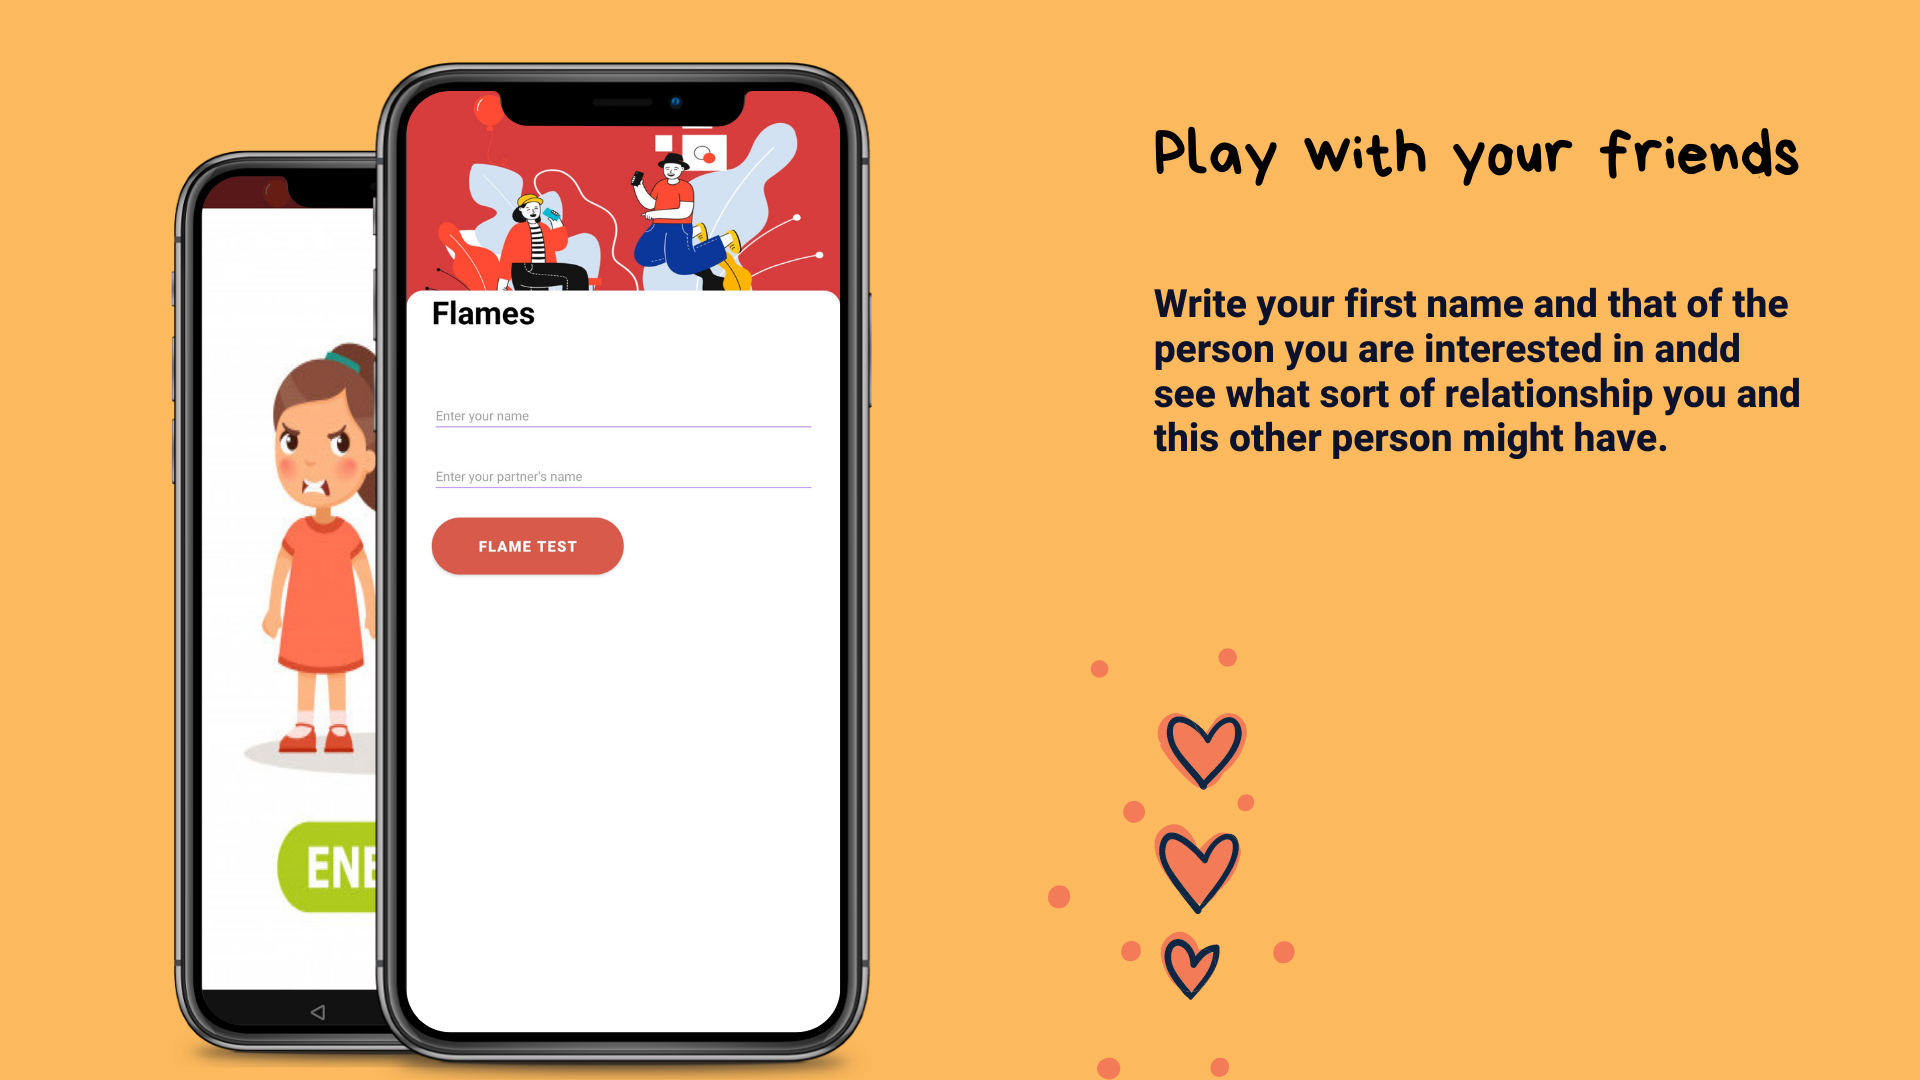 Play with your friends
Write your first name and that of the
person you are interested in andd
see what sort of relationship you and
this other person might have.
Flames
Enter your name
Enter your partner's name
FLAME TEST